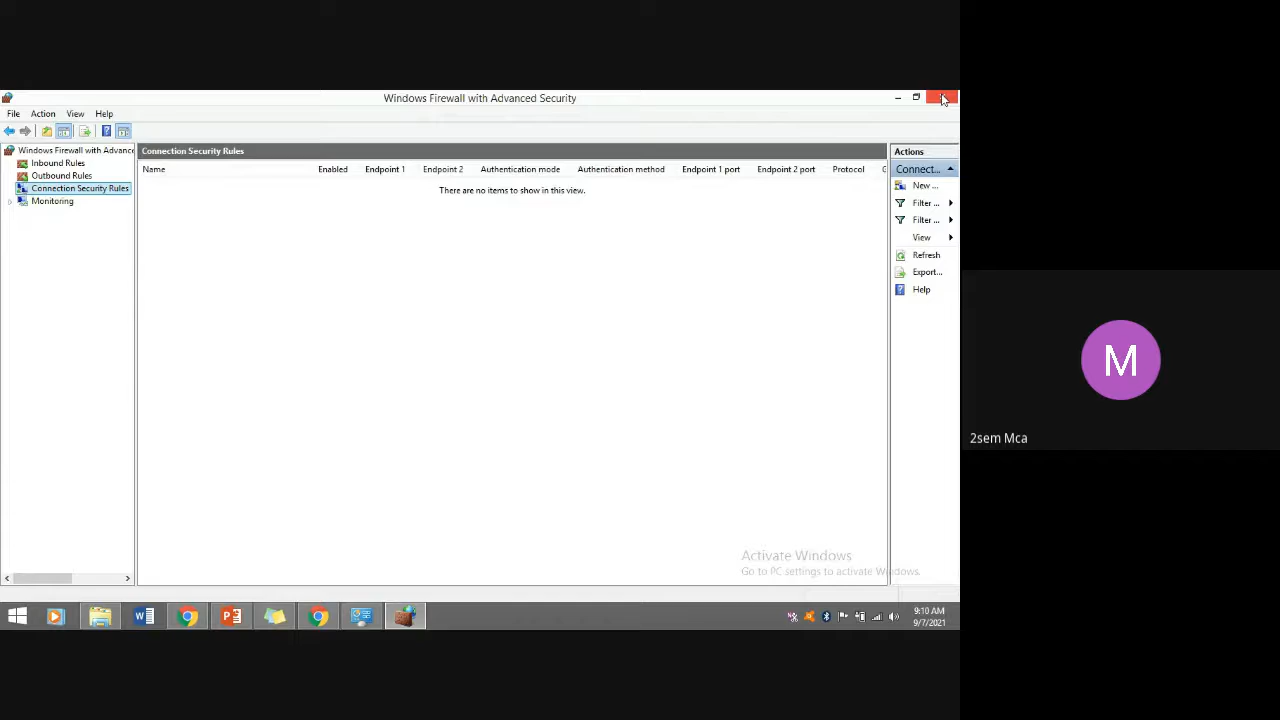 Windows Firewall with Advanced Security
File Action View Help
Windows Firewall with Advanc
Inbound Rules
Outbound Rules
Connection Security Rules
Monitoring
Connection Security Rules
Name Enabled Endpoint 1 Endpoint 2 Authentication mode Authentication method Endpoint 1 port Endpoint 2 port Protocol
There are no items to show in this view.
Actions
Connect...
New ...
Filter ...
Filter ...
View
Refresh
Export...
Help
Activate Windows
Go to PC settings to activate Windows.
9:10 AM
9/7/2021
M
2sem Mca